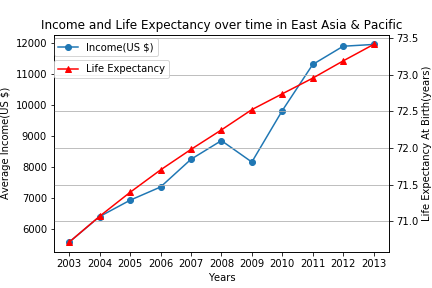 Income and Life Expectancy over time in East Asia & Pacific
Income(US $)
Life Expectancy
Average Income(US $)
12000
11000
10000
9000
8000
7000
6000
73.5
73.0
72.5
72.0
71.5
71.0
Life Expectancy At Birth(years)
2003 2004 2005 2006 2007 2008 2009 2010 2011 2012 2013
Years